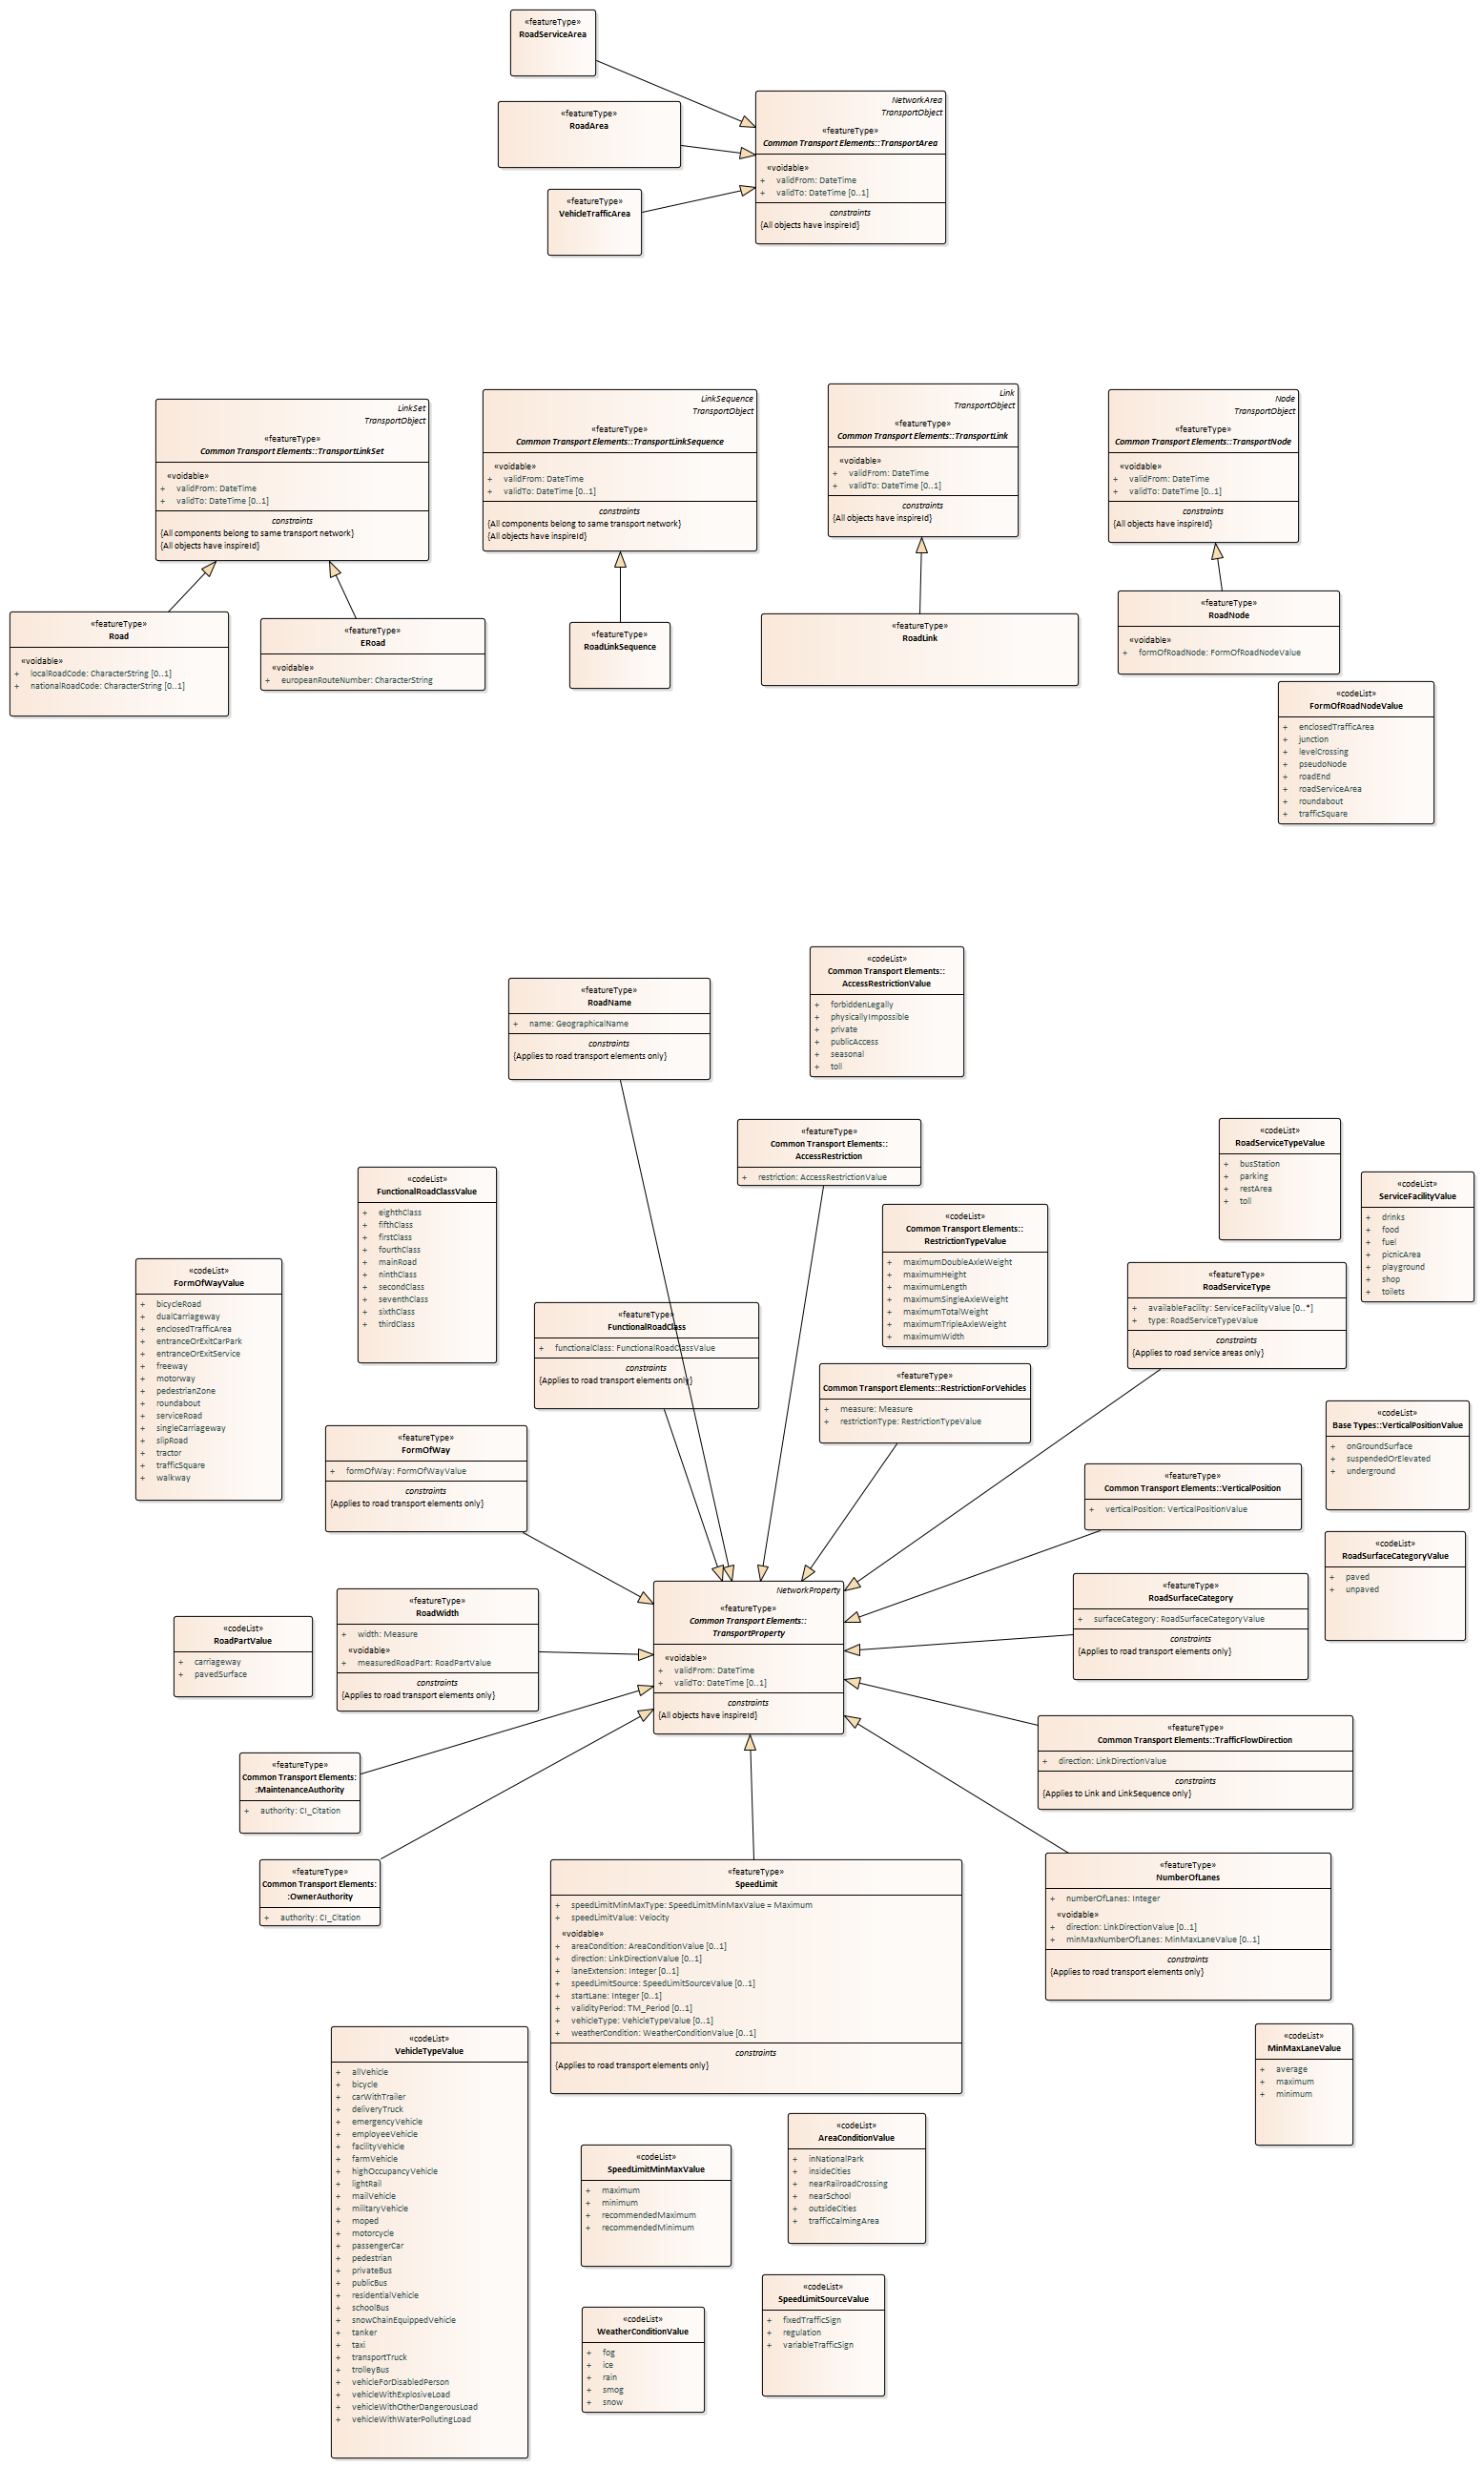 «featureType»
RoadServiceArea
«featureType»
RoadArea
«featureType»
VehicleTrafficArea
NetworkArea
TransportObject
«featureType»
Common Transport Elements::TransportArea
«voidable»
+ validFrom: DateTime
+ validTo: DateTime [0..1]
constraints
{All objects have inspireId}
LinkSet
TransportObject
«featureType»
Common Transport Elements::TransportLinkSet
«voidable»
+ validFrom: DateTime
+ validTo: DateTime [0..1]
constraints
{All components belong to same transport network}
{All objects have inspireId}
LinkSequence
TransportObject
«featureType»
Common Transport Elements::TransportLinkSequence
«voidable»
+ validFrom: DateTime
+ validTo: DateTime [0..1]
constraints
{All components belong to same transport network}
{All objects have inspireId}
Link
TransportObject
«featureType»
Common Transport Elements::TransportLink
«voidable»
+ validFrom: DateTime
+ validTo: DateTime [0..1]
constraints
{All objects have inspireId}
Node
TransportObject
«featureType»
Common Transport Elements::TransportNode
«voidable»
+ validFrom: DateTime
+ validTo: DateTime [0..1]
constraints
{All objects have inspireId}
«featureType»
Road
«voidable»
+ localRoadCode: CharacterString [0..1]
+ nationalRoadCode: CharacterString [0..1]
«featureType»
ERoad
«voidable»
+ europeanRouteNumber: CharacterString
«featureType»
RoadLinkSequence
«featureType»
RoadLink
«featureType»
RoadNode
«voidable»
+ formOfRoadNode: FormOfRoadNodeValue
«codeList»
FormOfRoadNodeValue
+ enclosedTrafficArea
+ junction
+ levelCrossing
+ pseudoNode
+ roadEnd
+ roadServiceArea
+ roundabout
+ trafficSquare
«codeList»
Common Transport Elements::
AccessRestrictionValue
+ forbiddenLegally
+ physicallyImpossible
+ private
+ publicAccess
+ seasonal
+ toll
«featureType»
RoadName
+ name: GeographicalName
constraints
{Applies to road transport elements only}
«featureType»
Common Transport Elements::
AccessRestriction
+ restriction: AccessRestrictionValue
«codeList»
RoadServiceTypeValue
+ busStation
+ parking
+ restArea
+ toll
«codeList»
FunctionalRoadClassValue
+ eighthClass
+ fifthClass
+ firstClass
+ fourthClass
+ mainRoad
+ ninthClass
+ secondClass
+ seventhClass
+ sixthClass
+ thirdClass
«codeList»
ServiceFacilityValue
+ drinks
+ food
+ fuel
+ picnicArea
+ playground
+ shop
+ toilets
«codeList»
Common Transport Elements::
RestrictionTypeValue
+ maximumDoubleAxleWeight
+ maximumHeight
+ maximumLength
+ maximumSingleAxleWeight
+ maximumTotalWeight
+ maximumTripleAxleWeight
+ maximumWidth
«codeList»
FormOfWayValue
+ bicycleRoad
+ dualCarriageway
+ enclosedTrafficArea
+ entranceOrExitCarPark
+ entranceOrExitService
+ freeway
+ motorway
+ pedestrianZone
+ roundabout
+ serviceRoad
+ singleCarriageway
+ slipRoad
+ tractor
+ trafficSquare
+ walkway
«featureType»
RoadServiceType
+ availableFacility: ServiceFacilityValue [0..*]
+ type: RoadServiceTypeValue
constraints
{Applies to road service areas only}
«featureType»
FunctionalRoadClass
+ functionalClass: FunctionalRoadClassValue
constraints
{Applies to road transport elements only}
«featureType»
Common Transport Elements::RestrictionForVehicles
+ measure: Measure
+ restrictionType: RestrictionTypeValue
«codeList»
Base Types::VerticalPositionValue
+ onGroundSurface
+ suspendedOrElevated
+ underground
«featureType»
FormOfWay
+ formOfWay: FormOfWayValue
constraints
{Applies to road transport elements only}
«featureType»
Common Transport Elements::VerticalPosition
+ verticalPosition: VerticalPositionValue
«codeList»
RoadSurfaceCategoryValue
+ paved
+ unpaved
NetworkProperty
«featureType»
Common Transport Elements::
TransportProperty
«voidable»
+ validFrom: DateTime
+ validTo: DateTime [0..1]
constraints
{All objects have inspireId}
«featureType»
RoadSurfaceCategory
+ surfaceCategory: RoadSurfaceCategoryValue
constraints
{Applies to road transport elements only}
«featureType»
RoadWidth
+ width: Measure
«voidable»
+ measuredRoadPart: RoadPartValue
constraints
{Applies to road transport elements only}
«codeList»
RoadPartValue
+ carriageway
+ pavedSurface
«featureType»
Common Transport Elements::TrafficFlowDirection
+ direction: LinkDirectionValue
constraints
{Applies to Link and LinkSequence only}
«featureType»
Common Transport Elements:
:MaintenanceAuthority
+ authority: CI_Citation
«featureType»
Common Transport Elements:
:OwnerAuthority
+ authority: CI_Citation
«featureType»
SpeedLimit
+ speedLimitMinMaxType: SpeedLimitMinMaxValue = Maximum
+ speedLimitValue: Velocity
«voidable»
+ areaCondition: AreaConditionValue [0..1]
+ direction: LinkDirectionValue [0..1]
+ laneExtension: Integer [0..1]
+ speedLimitSource: SpeedLimitSourceValue [0..1]
+ startLane: Integer [0..1]
+ validityPeriod: TM_Period [0..1]
+ vehicleType: VehicleTypeValue [0..1]
+ weatherCondition: WeatherConditionValue [0..1]
constraints
{Applies to road transport elements only}
«featureType»
NumberOfLanes
+ numberOfLanes: Integer
«voidable»
+ direction: LinkDirectionValue [0..1]
+ minMaxNumberOfLanes: MinMaxLaneValue [0..1]
constraints
{Applies to road transport elements only}
«codeList»
MinMaxLaneValue
+ average
+ maximum
+ minimum
«codeList»
VehicleTypeValue
+ allVehicle
+ bicycle
+ carWithTrailer
+ deliveryTruck
+ emergencyVehicle
+ employeeVehicle
+ facilityVehicle
+ farmVehicle
+ highOccupancyVehicle
+ lightRail
+ mailVehicle
+ militaryVehicle
+ moped
+ motorcycle
+ passengerCar
+ pedestrian
+ privateBus
+ publicBus
+ residentialVehicle
+ schoolBus
+ snowChainEquippedVehicle
+ tanker
+ taxi
+ transportTruck
+ trolleyBus
+ vehicleForDisabledPerson
+ vehicleWithExplosiveLoad
+ vehicleWithOtherDangerousLoad
+ vehicleWithWaterPollutingLoad
«codeList»
AreaConditionValue
+ inNationalPark
+ insideCities
+ nearRailroadCrossing
+ nearSchool
+ outsideCities
+ trafficCalmingArea
«codeList»
SpeedLimitMinMaxValue
+ maximum
+ minimum
+ recommendedMaximum
+ recommendedMinimum
«codeList»
SpeedLimitSourceValue
+ fixedTrafficSign
+ regulation
+ variableTrafficSign
«codeList»
WeatherConditionValue
+ fog
+ ice
+ rain
+ smog
+ snow